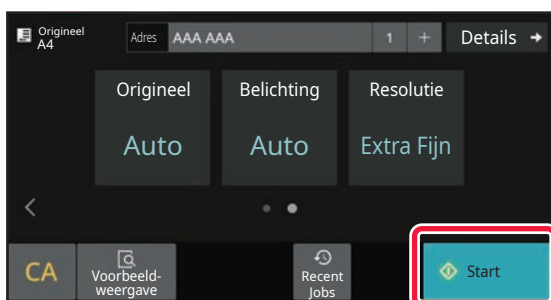 Origineel
A4
Adres AAA AAA 1 + Details
Origineel Belichting Resolutie
Auto Auto Extra Fijn
CA
Voorbeeld-
weergave
Recent
Jobs
Start